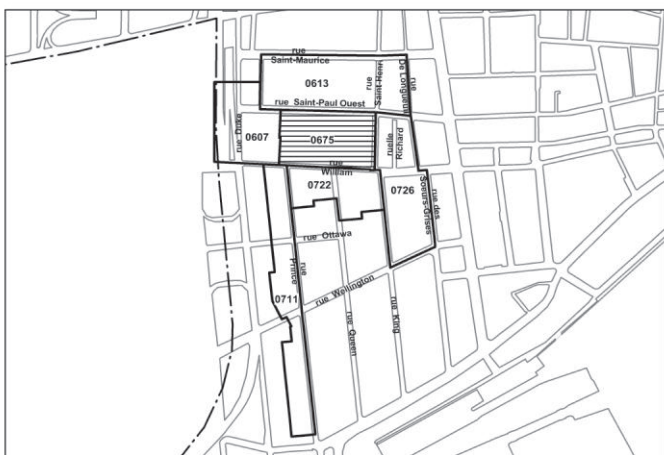 rue
Saint-Maurice
rue
Saint-Henri
rue
De Longueuil
0613
rue Saint-Paul Ouest
rue Duke
0607
0675
ruelle
Richard
rue
William
0722
0726
rue des
Soeurs-Grises
rue Ottawa
rue
Prince
0711
rue Wellington
rue Queen
rue King